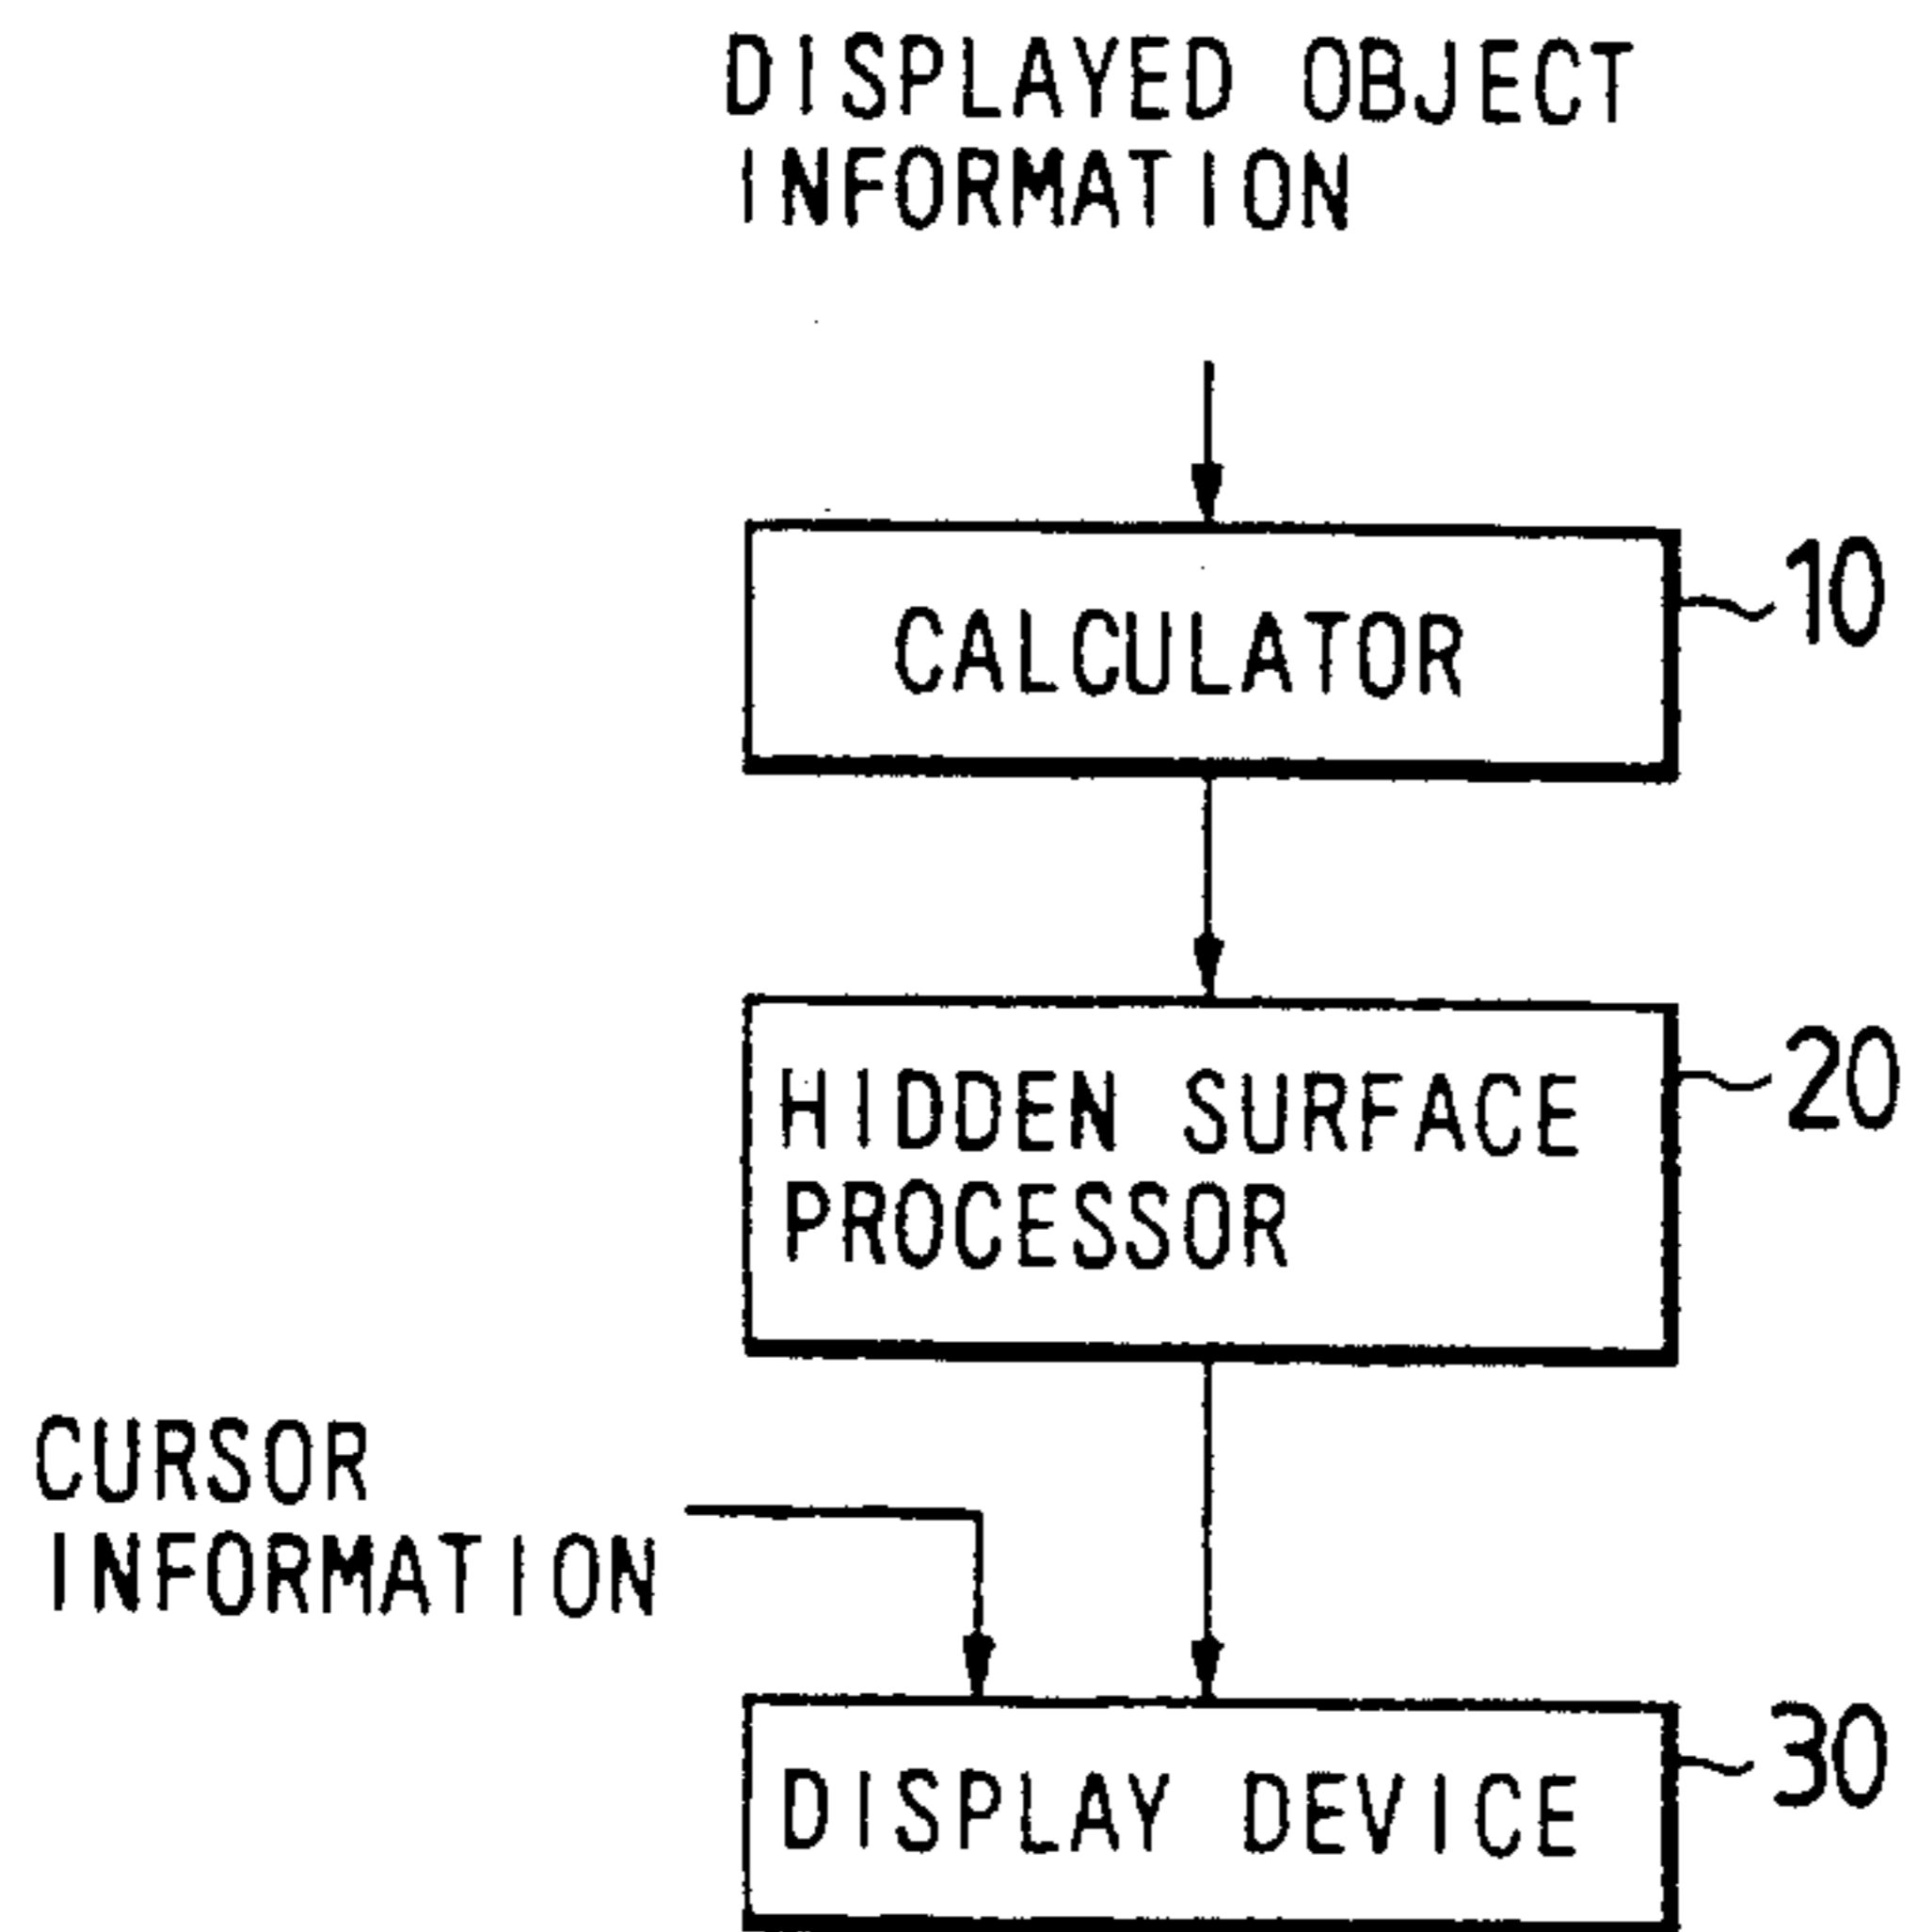 DISPLAYED OBJECT
INFORMATION
CALCULATOR
10
HIDDEN SURFACE
PROCESSOR
20
CURSOR
INFORMATION
DISPLAY DEVICE
30